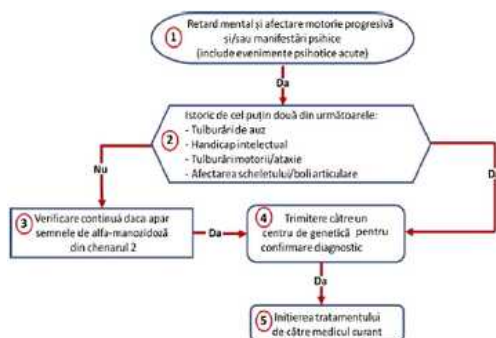 1
Retard mental și afectare motorie progresivă
și/sau manifestări psihice
(include evenimente psihotice acute)
Da
2
Istoric de cel puțin două din următoarele:
- Tulburări de auz
- Handicap intelectual
- Tulburări motorii/ataxie
- Afectarea scheletului/boli articulare
Nu
D
3
Verificare continuă daca apar
semnele de alfa-manozidoză
din chenarul 2
Da
4
Trimitere către un
centru de genetică pentru
confirmare diagnostic
Da
5
Inițierea tratamentului
de către medicul curant